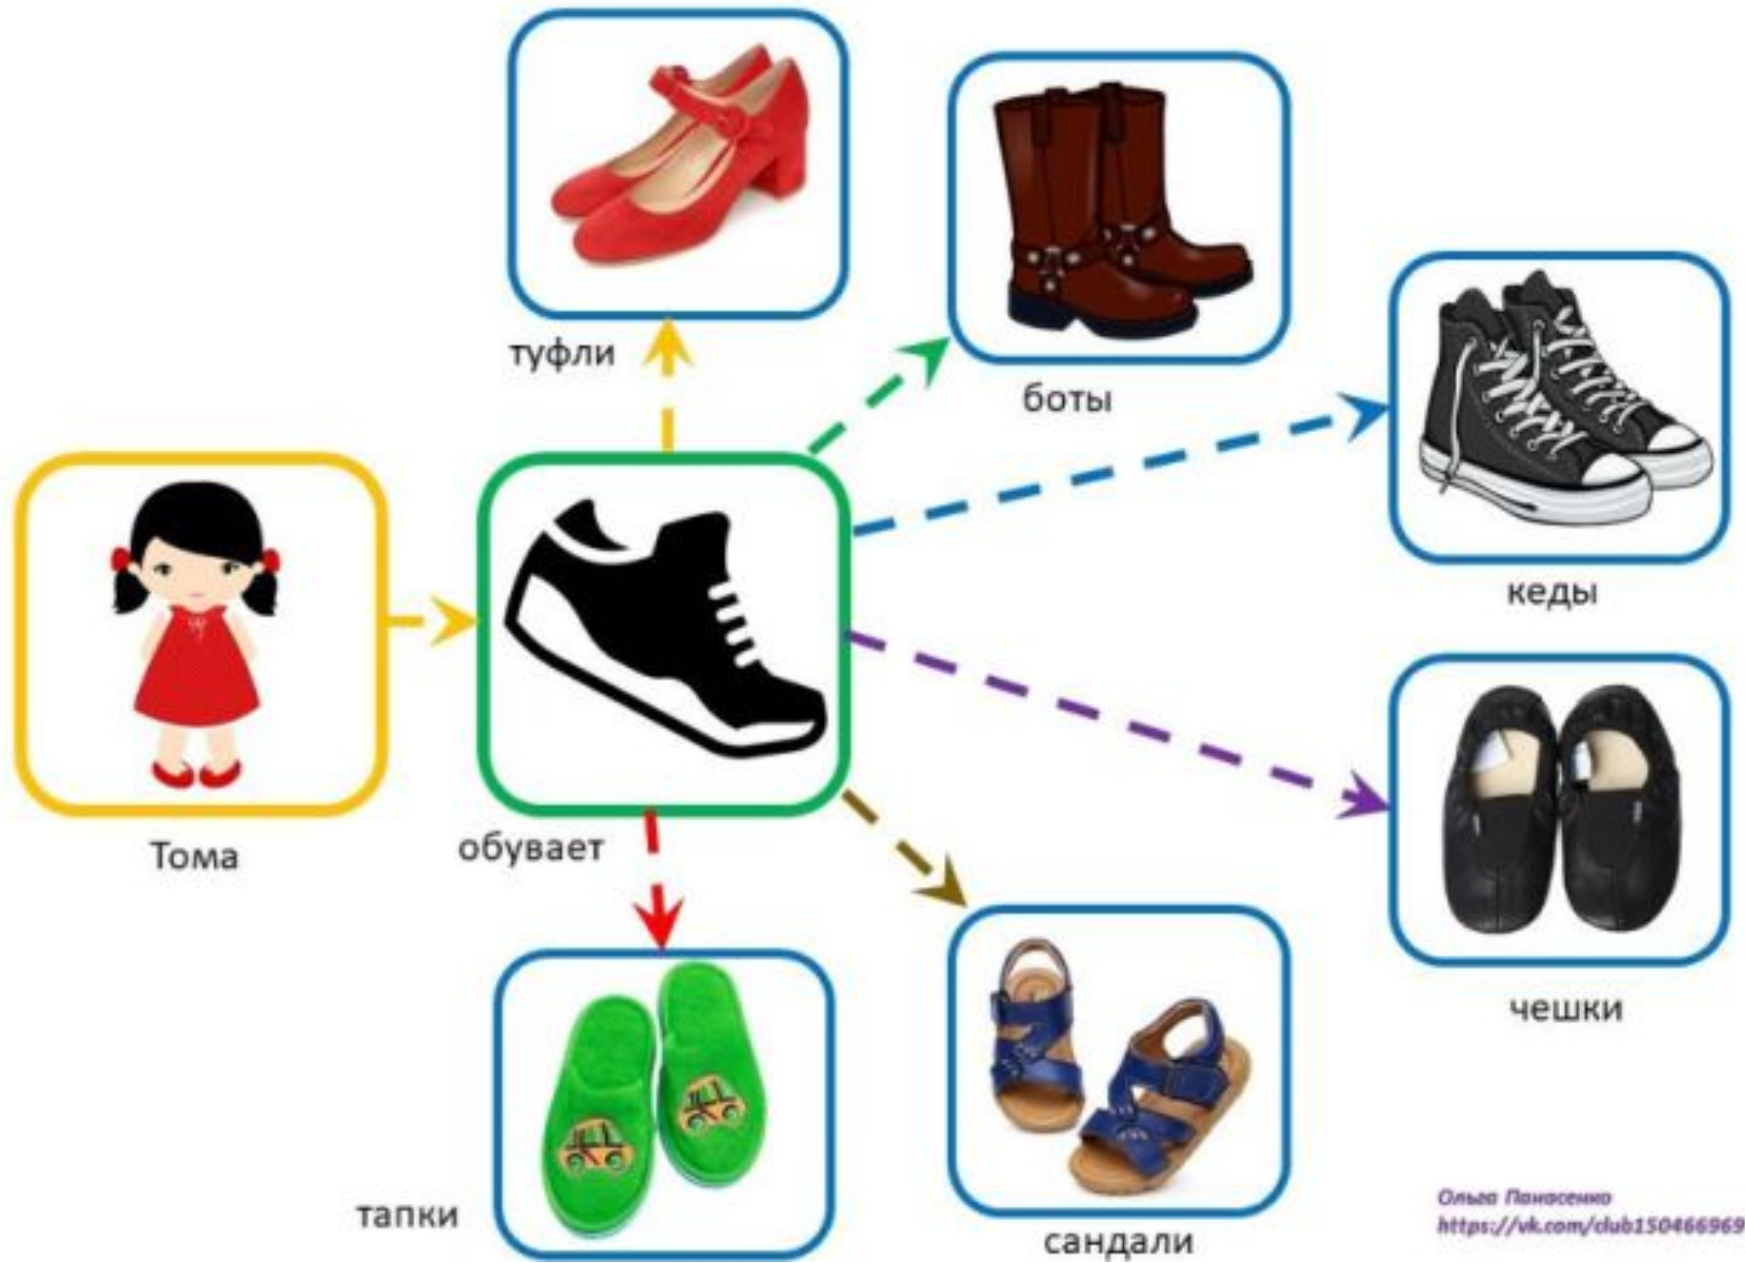 туфли
боты
кеды
Тома
обувает
чешки
тапки
сандали
Ольга Панасенко
https://vk.com/club150466969